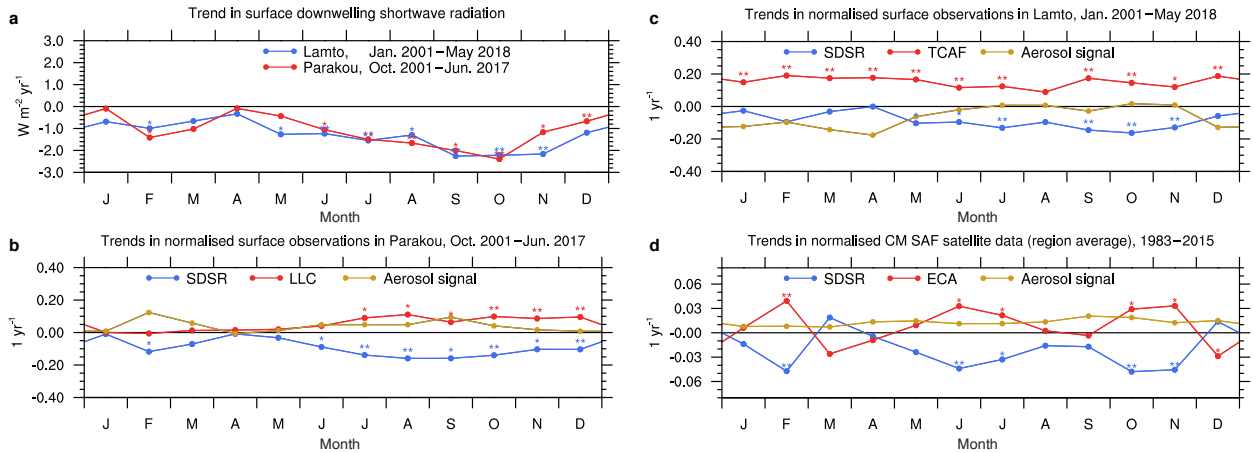 a
Trend in surface downwelling shortwave radiation
3.0
2.0
1.0
0.0
-1.0
-2.0
-3.0
W m⁻² yr⁻¹
Lamto, Jan. 2001−May 2018
Parakou, Oct. 2001−Jun. 2017
** ** * * ** ** * ** * ** ** * ** **
J F M A M J J A S O N D
Month
b
Trends in normalised surface observations in Parakou, Oct. 2001−Jun. 2017
0.40
0.20
0.00
-0.20
-0.40
1 yr⁻¹
SDSR LLC Aerosol signal
* * * ** ** **
* * ** ** * ** * **
J F M A M J J A S O N D
Month
c
Trends in normalised surface observations in Lamto, Jan. 2001−May 2018
0.40
0.20
0.00
-0.20
-0.40
1 yr⁻¹
SDSR TCAF Aerosol signal
** ** ** ** ** ** ** ** ** * **
* ** ** ** **
J F M A M J J A S O N D
Month
d
Trends in normalised CM SAF satellite data (region average), 1983−2015
0.06
0.03
-0.00
-0.03
-0.06
1 yr⁻¹
SDSR ECA Aerosol signal
** * * * * *
** ** * ** **
J F M A M J J A S O N D
Month